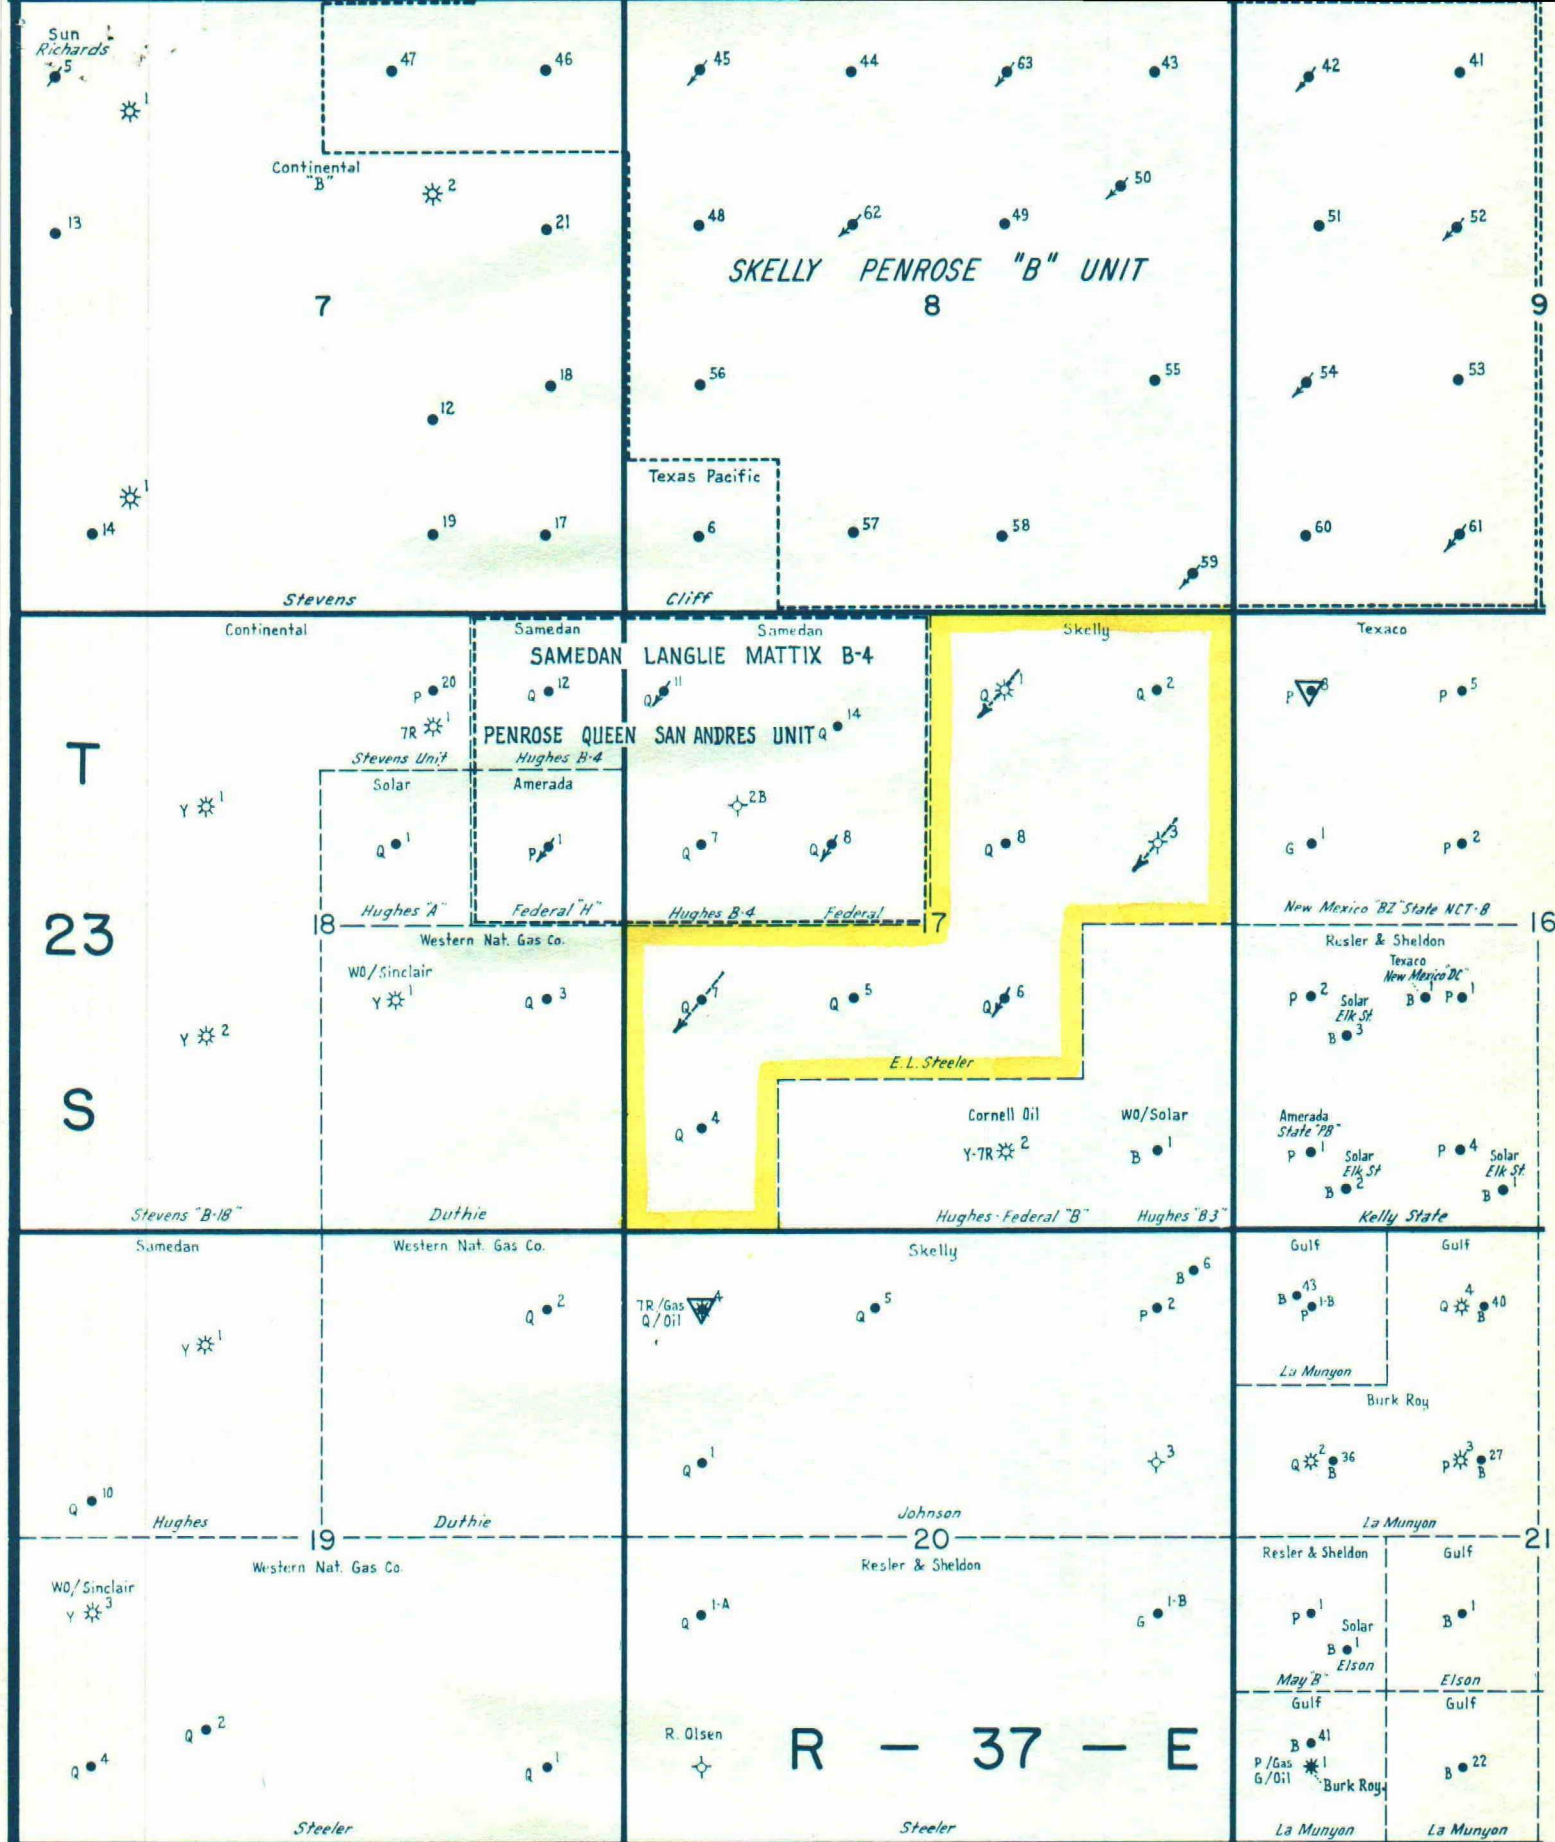 Sun
Richards
5
1
47
46
45
44
63
43
42
41
Continental
"B"
2
50
13
21
48
62
49
51
52
SKELLY PENROSE "B" UNIT
7
8
9
18
56
55
54
53
12
Texas Pacific
1
14
19
17
6
57
58
60
61
59
Stevens
Cliff
Continental
Samedan
Samedan
Skelly
Texaco
SAMEDAN LANGLIE MATTIX B-4
P 20
Q 12
Q 11
Q 1
Q 2
P 8
P 5
7R 1
PENROSE QUEEN SAN ANDRES UNIT
Q 14
T
Stevens Unit
Hughes B-4
Solar
Amerada
Y 1
2B
Q 1
P 1
Q 7
Q 8
Q 8
3
G 1
P 2
Hughes "A"
Federal "H"
Hughes B-4
Federal
New Mexico "BZ" State NCT-8
23
18
17
16
Western Nat. Gas Co.
Resler & Sheldon
WO/Sinclair
Texaco
New Mexico "DC"
Y 1
Q 3
Q 7
Q 5
Q 6
P 2
Solar
Elk St.
B 1
P 1
Y 2
B 3
E.L. Steeler
S
Q 4
Cornell Oil
WO/Solar
Amerada
State "PB"
Y-7R 2
B 1
P 1
Solar
Elk St
P 4
Solar
Elk St.
B 2
B 1
Stevens "B-18"
Duthie
Hughes-Federal "B"
Hughes "B3"
Kelly State
Samedan
Western Nat. Gas Co.
Skelly
Gulf
Gulf
B 6
7R/Gas
Q/Oil
4
Q 2
Q 5
P 2
B 43
P 1-B
Q 4
B 40
Y 1
La Munyon
Burk Roy
Q 1
3
Q 2
B 36
P 3
B 27
Q 10
Hughes
Duthie
Johnson
La Munyon
19
20
21
Western Nat. Gas Co.
Resler & Sheldon
Resler & Sheldon
Gulf
WO/Sinclair
Y 3
Q 1-A
G 1-B
P 1
Solar
B 1
B 1
Elson
May "B"
Elson
Gulf
Gulf
Q 2
R. Olsen
R - 37 - E
B 41
Q 4
Q 1
P/Gas
G/Oil
1
Burk Roy
B 22
Steeler
Steeler
La Munyon
La Munyon